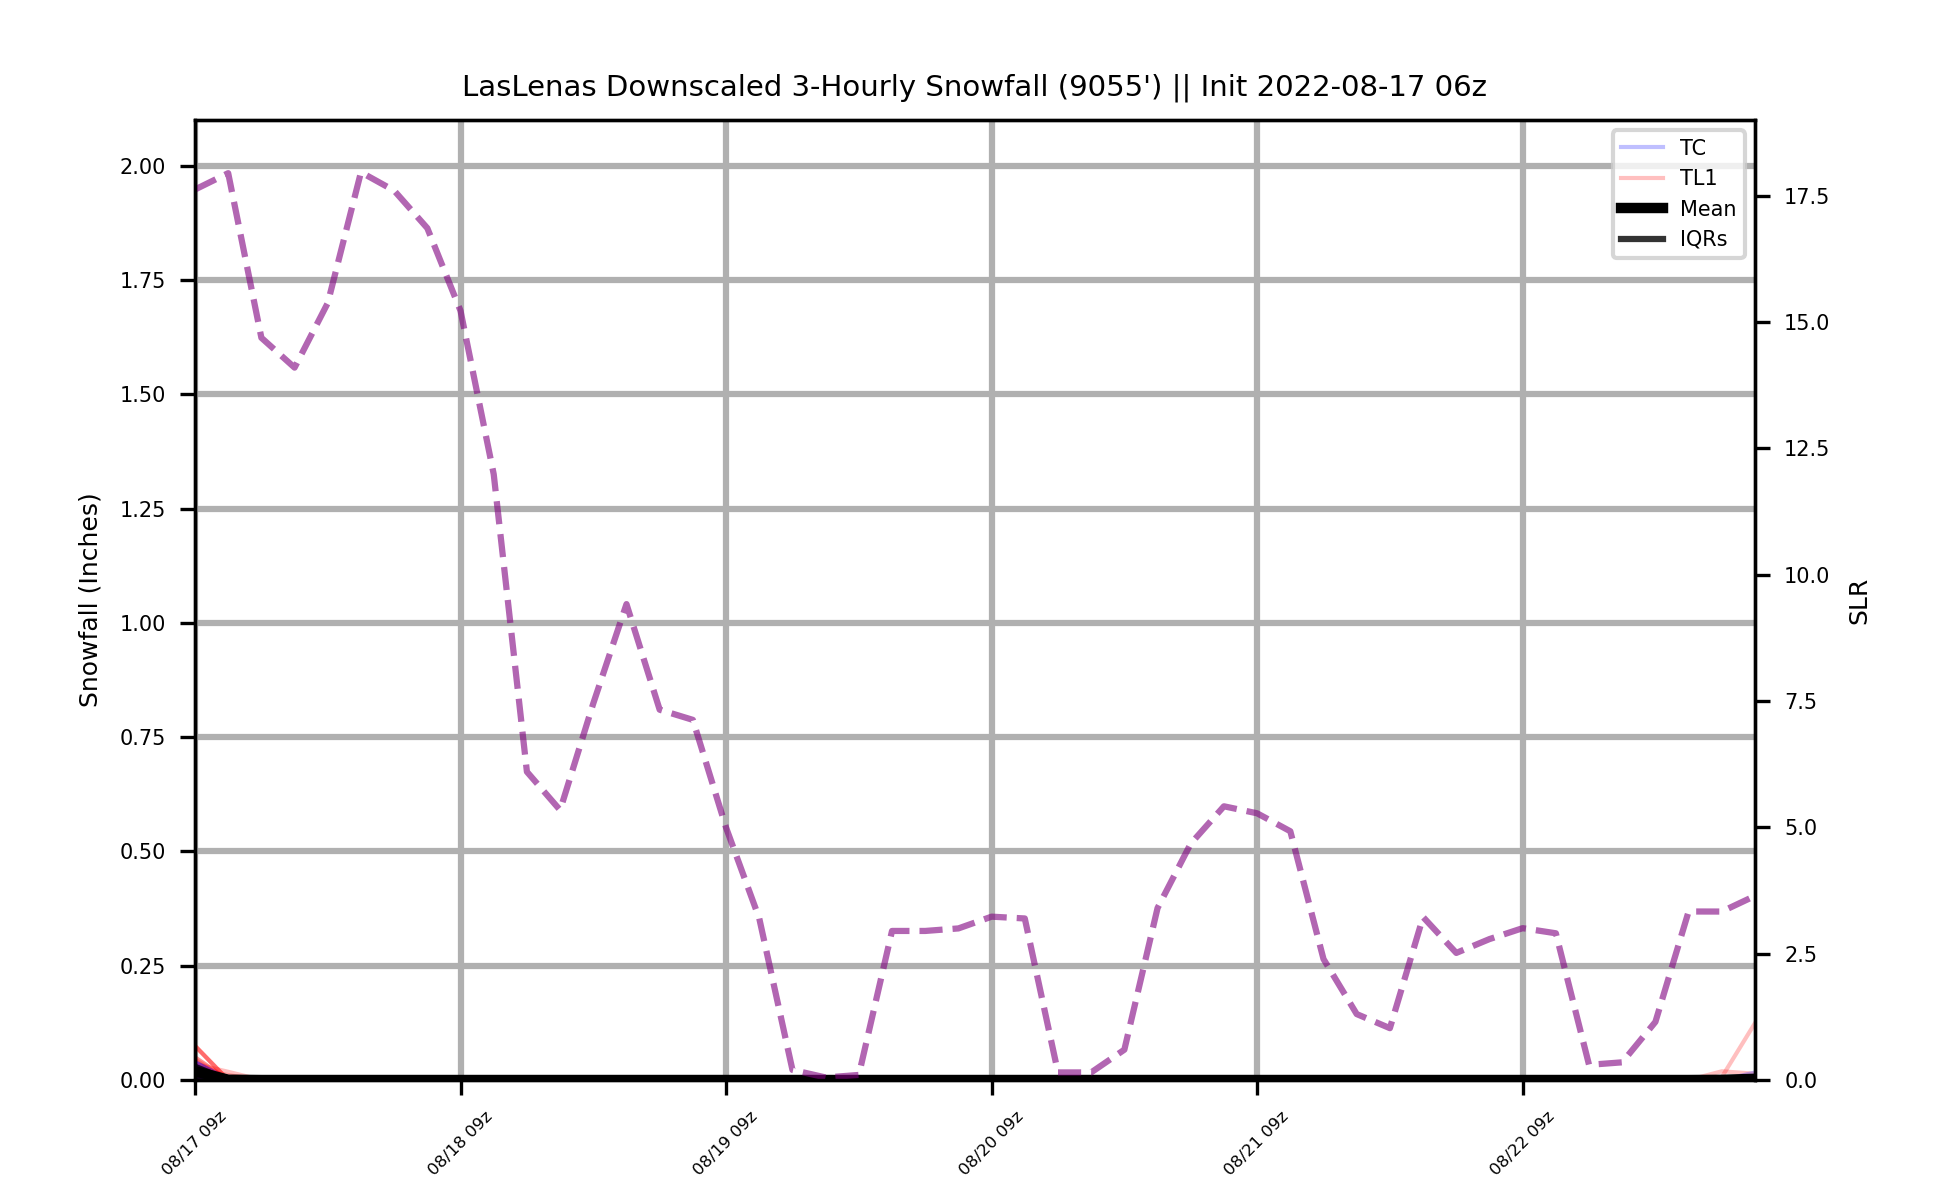 LasLenas Downscaled 3-Hourly Snowfall (9055') || Init 2022-08-17 06z
TC
TL1
Mean
IQRs
Snowfall (Inches)
2.00
1.75
1.50
1.25
1.00
0.75
0.50
0.25
0.00
17.5
15.0
12.5
10.0
7.5
5.0
2.5
0.0
SLR
08/17 09z
08/18 09z
08/19 09z
08/20 09z
08/21 09z
08/22 09z